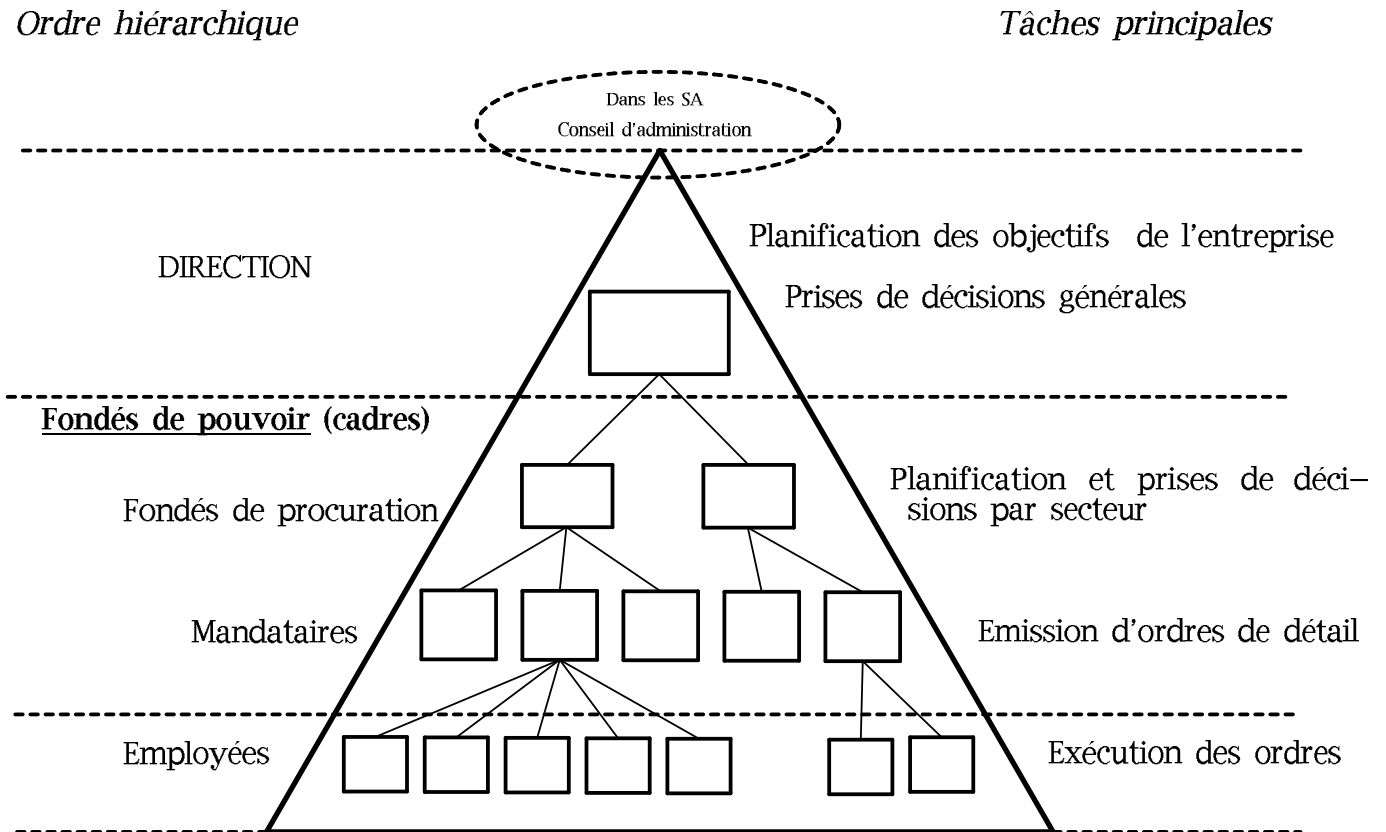 Ordre hiérarchique
Tâches principales
Dans les SA
Conseil d'administration
DIRECTION
Planification des objectifs de l'entreprise
Prises de décisions générales
Fondés de pouvoir (cadres)
Fondés de procuration
Planification et prises de déci-
sions par secteur
Mandataires
Emission d'ordres de détail
Employées
Exécution des ordres